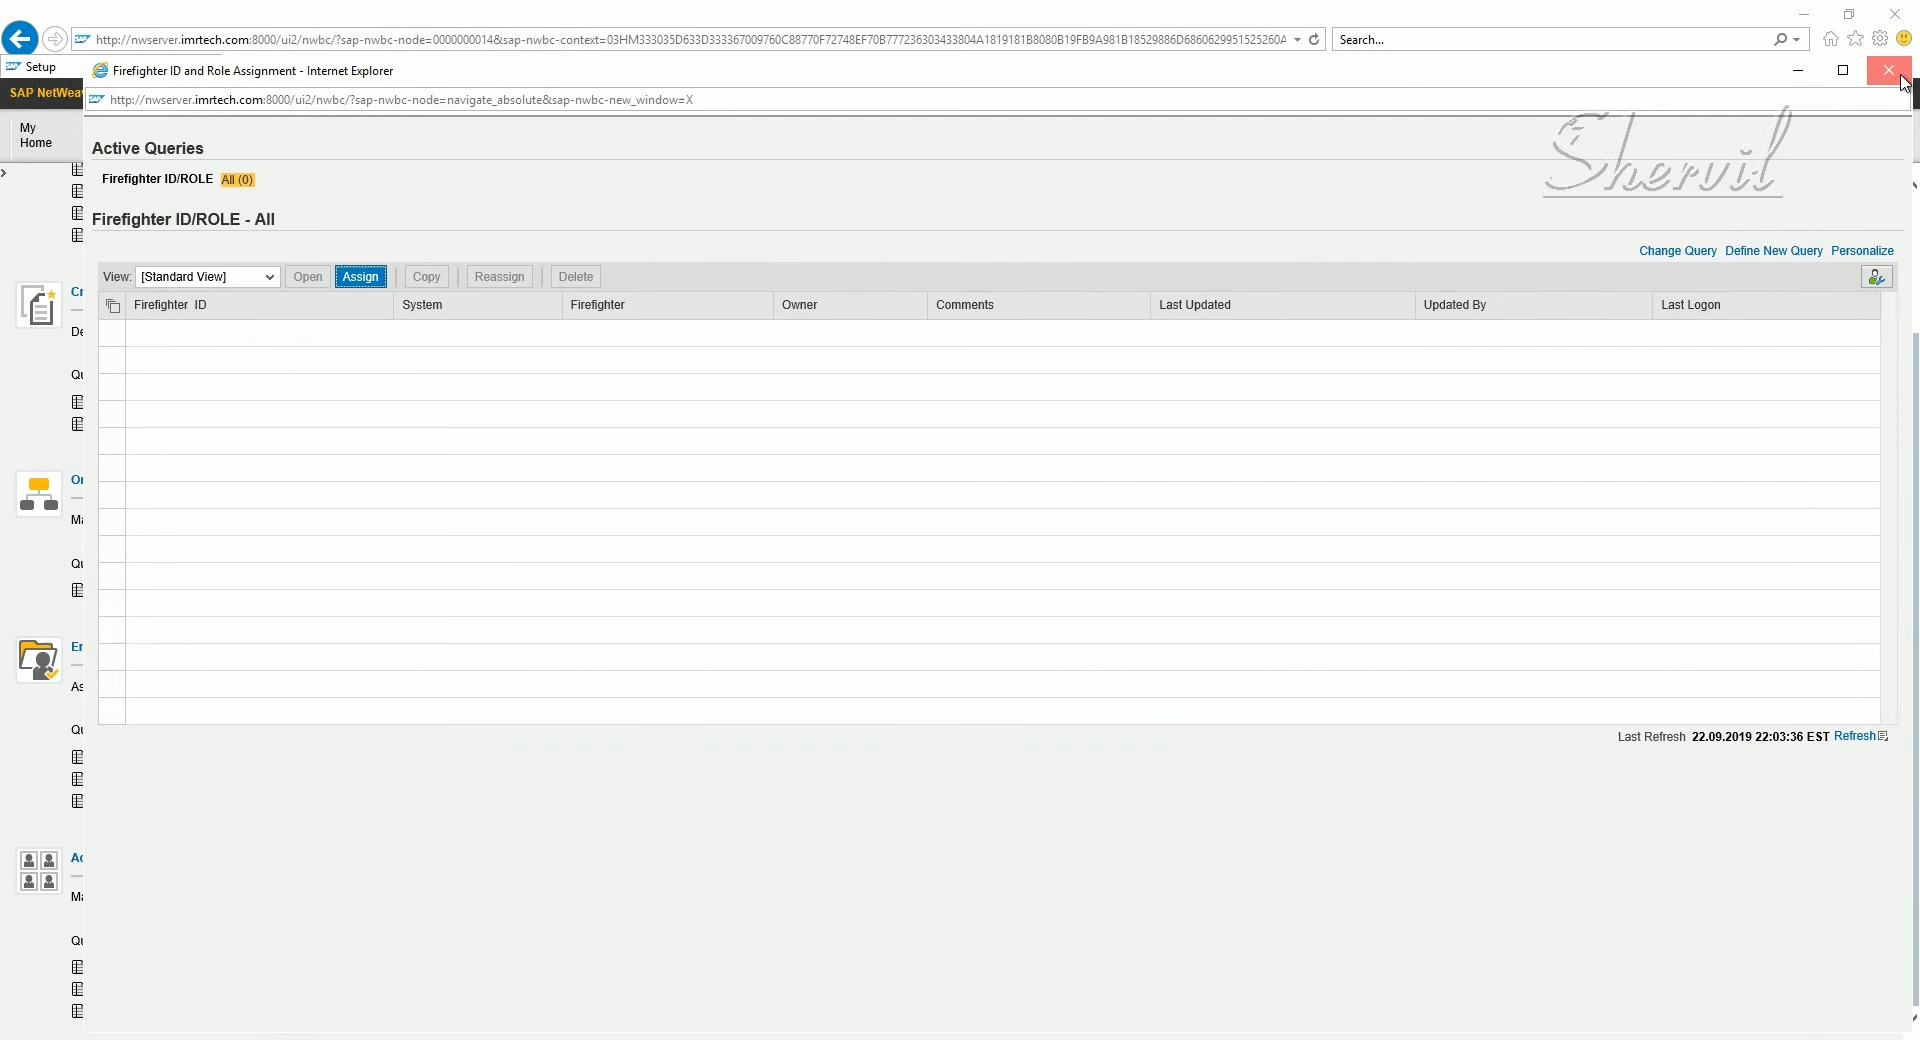 http://nwserver.imrtech.com:8000/ui2/nwbc/?sap-nwbc-node=0000000014&sap-nwbc-context=03HM333035D633D333367009760C88770F72748EF70B777236303433804A1819181B8080B19FB9A981B18529886D6860629951525260A
Search...
Setup
Firefighter ID and Role Assignment - Internet Explorer
SAP NetWea
http://nwserver.imrtech.com:8000/ui2/nwbc/?sap-nwbc-node=navigate_absolute&sap-nwbc-new_window=X
My
Home
Shervil
Active Queries
Firefighter ID/ROLE All (0)
Firefighter ID/ROLE - All
Change Query Define New Query Personalize
View: [Standard View] Open Assign Copy Reassign Delete
Firefighter ID System Firefighter Owner Comments Last Updated Updated By Last Logon
Cr
De
Qu
Or
Ma
Qu
Er
As
Qu
Last Refresh 22.09.2019 22:03:36 EST Refresh
Ac
Ma
Qu